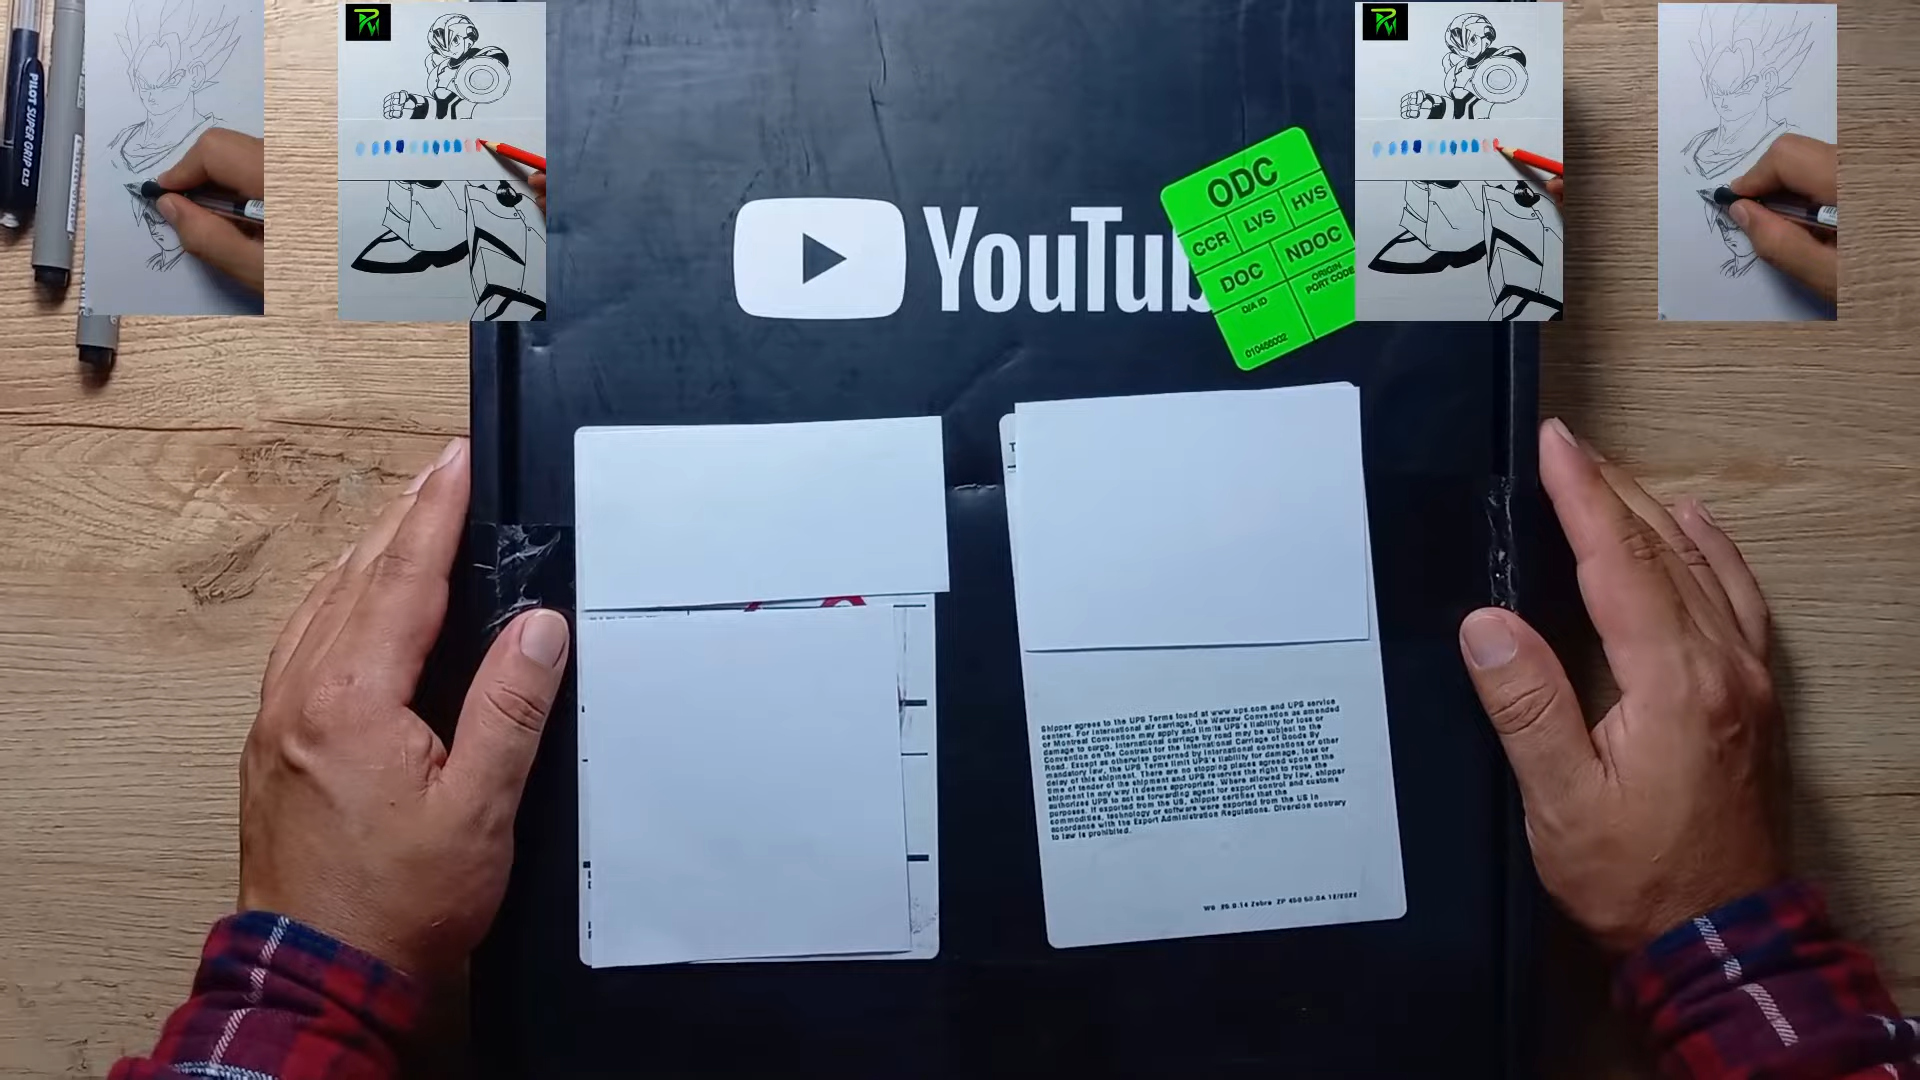 PILOT SUPER GRIP 0.5
YouTub
ODC
CCR LVS HVS
DOC NDOC
O/A ID
ORIGIN
PORT CODE
010466002
T
Shipper agrees to the UPS Terms found at www.ups.com and UPS service
centers. For international air carriage, the Warsaw Convention as amended
or Montreal Convention may apply and limits UPS's liability for loss or
damage to cargo. International carriage by road may be subject to the
Convention on the Contract for the International Carriage of Goods By
Road. Except as otherwise governed by international conventions or other
mandatory law, the UPS Terms limit UPS's liability for damage, loss or
delay of this shipment. There are no stopping places agreed upon at the
time of tender of the shipment and UPS reserves the right to route the
shipment in any way it deems appropriate. Where allowed by law, shipper
authorizes UPS to act as forwarding agent for export control and customs
purposes. If exported from the US, shipper certifies that the
commodities, technology or software were exported from the US in
accordance with the Export Administration Regulations. Diversion contrary
to law is prohibited.
Zebra ZP 450 12/2022